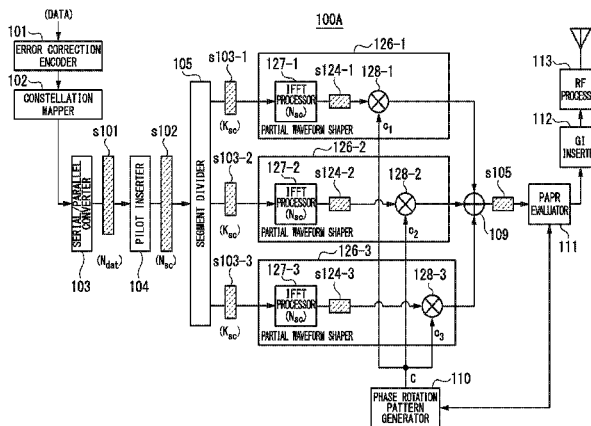 100A
(DATA)
101
ERROR CORRECTION
ENCODER
102
CONSTELLATION
MAPPER
s101
s102
SERIAL/PARALLEL
CONVERTER
103
(Ndat)
PILOT INSERTER
104
(Nsc)
105
SEGMENT DIVIDER
s103-1
(Ksc)
s103-2
(Ksc)
s103-3
(Ksc)
126-1
127-1
s124-1
128-1
IFFT
PROCESSOR
(Nsc)
PARTIAL WAVEFORM SHAPER
c1
126-2
127-2
s124-2
128-2
IFFT
PROCESSOR
(Nsc)
PARTIAL WAVEFORM SHAPER
c2
126-3
127-3
s124-3
128-3
IFFT
PROCESSOR
(Nsc)
PARTIAL WAVEFORM SHAPER
c3
C
110
PHASE ROTATION
PATTERN
GENERATOR
109
s105
PAPR
EVALUATOR
111
112
GI
INSERTER
113
RF
PROCESSOR